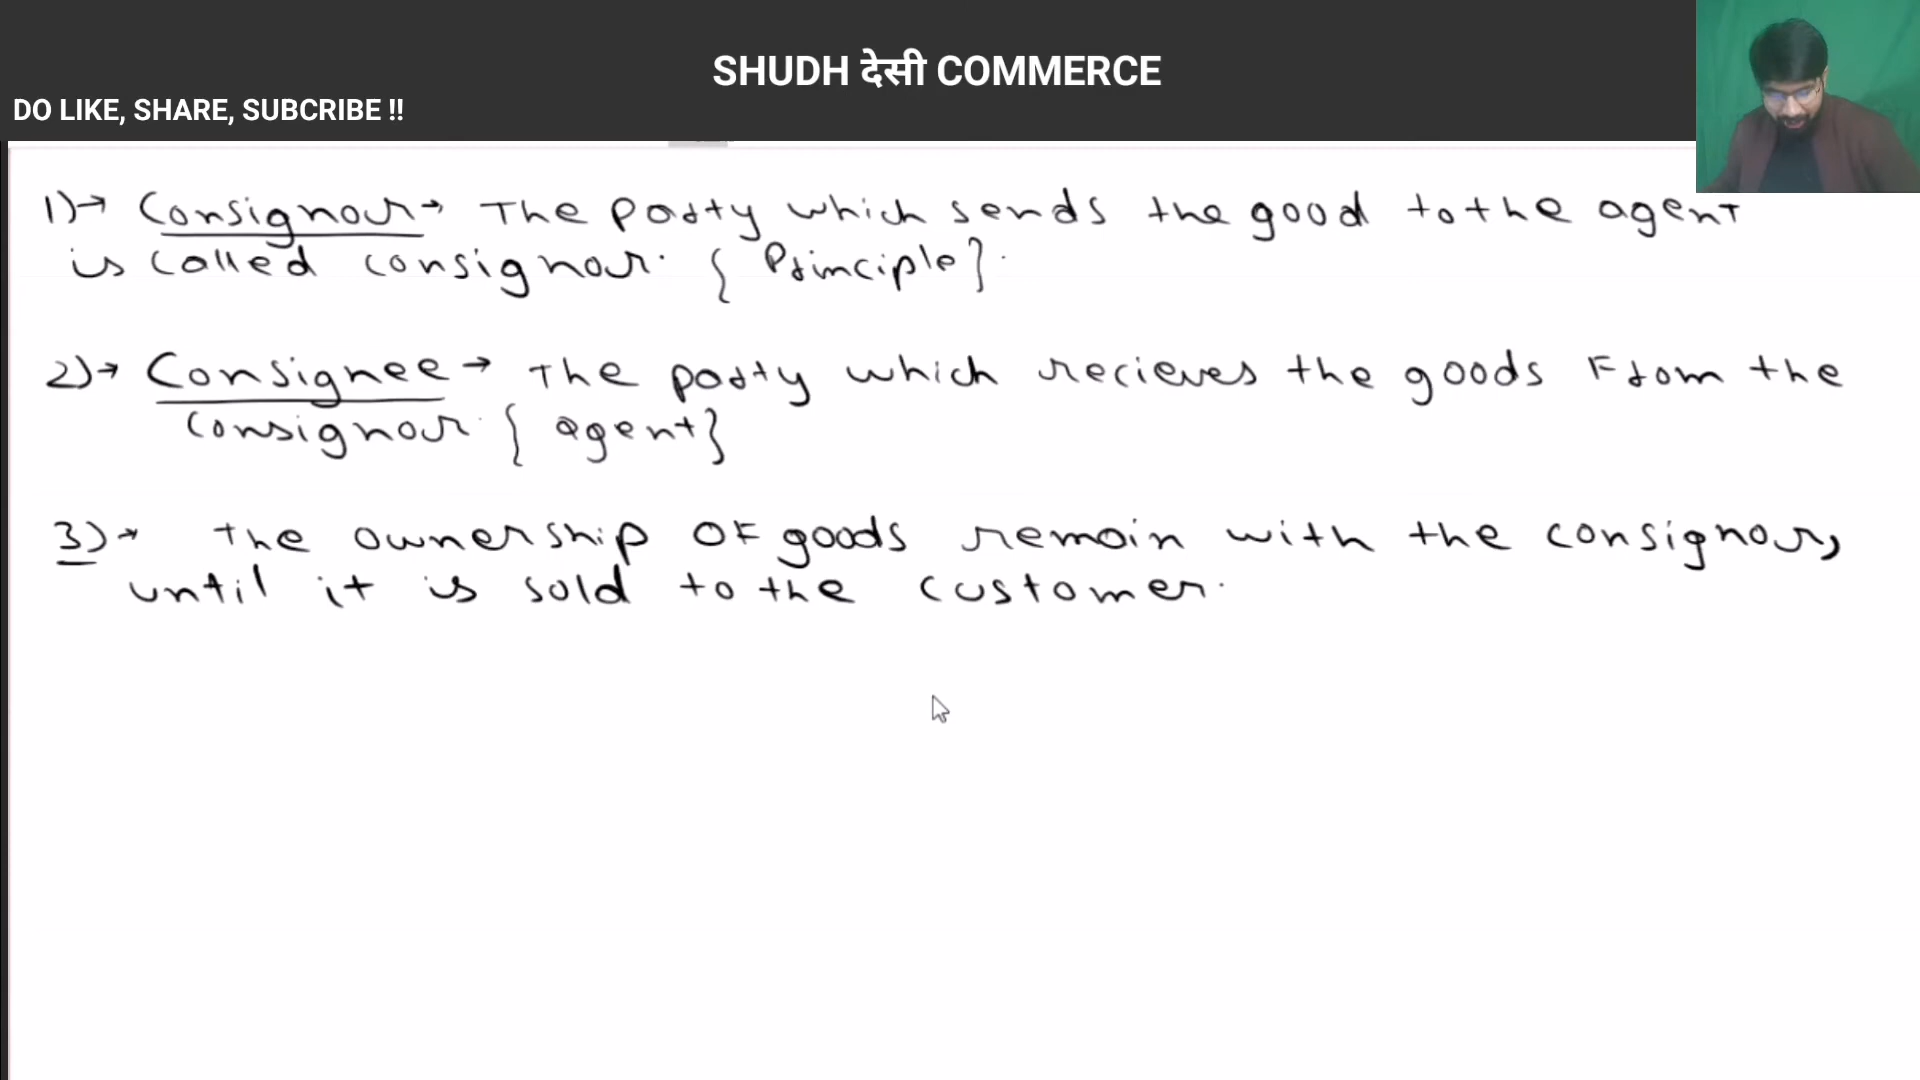 SHUDH देसी COMMERCE
DO LIKE, SHARE, SUBCRIBE !!
1)→ Consignour→ The party which sends the good to the agent
is called consignour. { Principle}.
2)→ Consignee → The party which recieves the goods From the
Consignour. { agent}
3)→ the ownership OF goods remain with the consignour,
until it is sold to the customer.